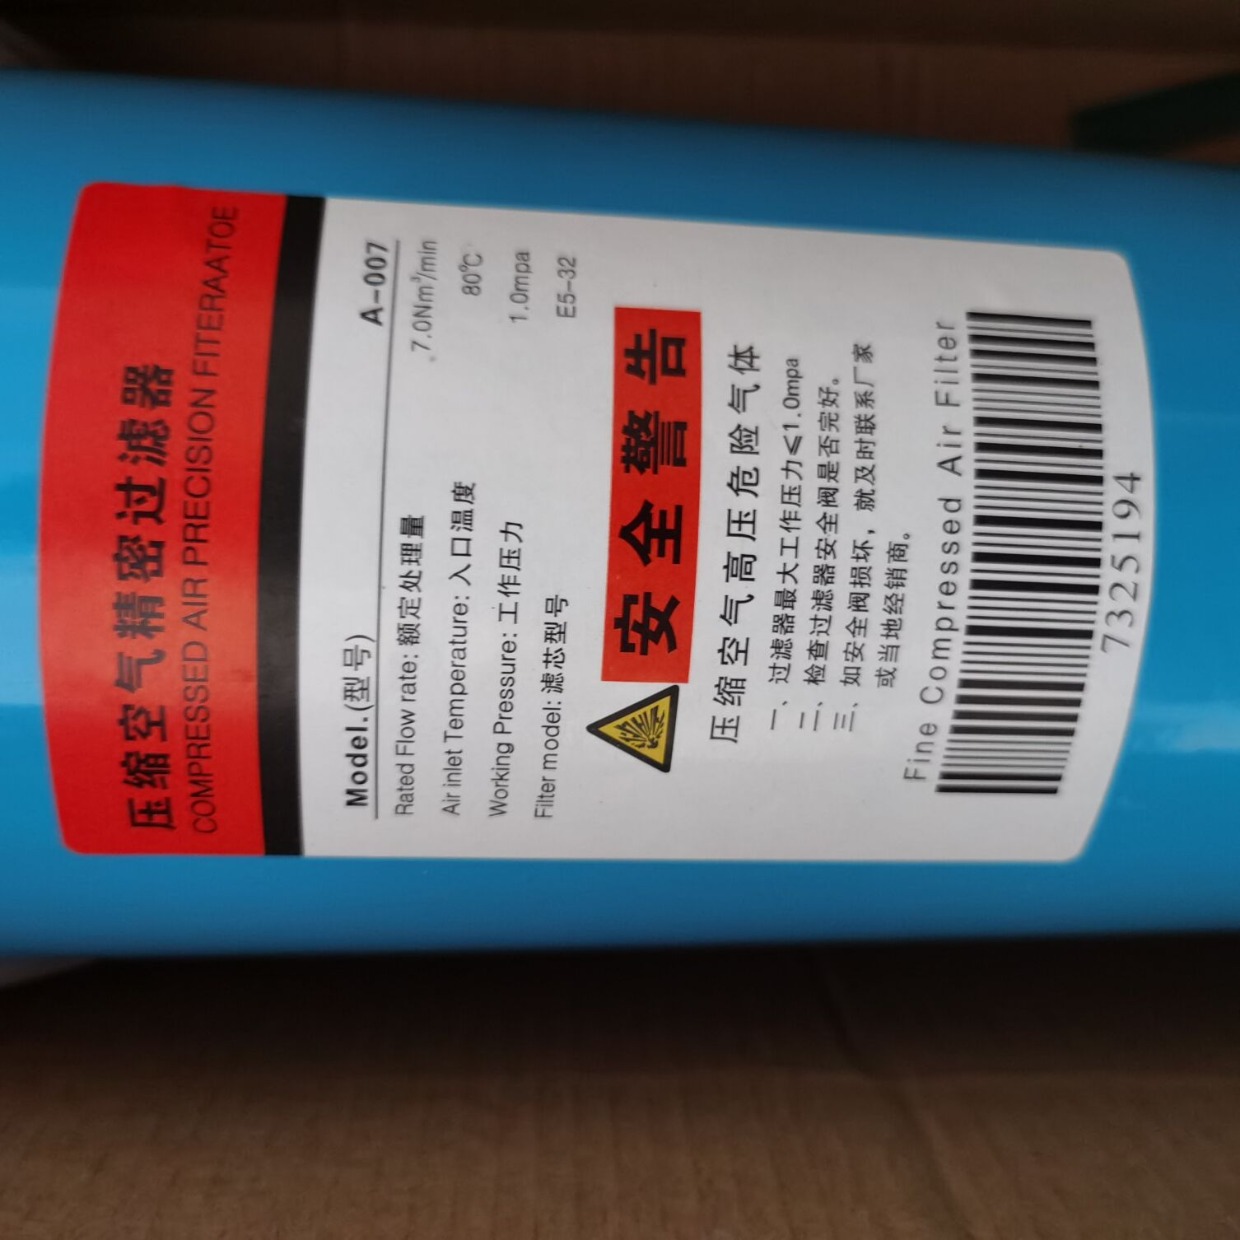 压缩空气精密过滤器
COMPRESSED AIR PRECISION FITERAATOE
Model.(型号) A-007
Rated Flow rate: 额定处理量 7.0Nm³/min
Air inlet Temperature: 入口温度 80℃
Working Pressure: 工作压力 1.0mpa
Filter model: 滤芯型号 E5-32
安全警告
压缩空气高压危险气体
一、过滤器最大工作压力≤1.0mpa
二、检查过滤器安全阀是否完好。
三、如安全阀损坏，就及时联系厂家
或当地经销商。
Fine Compressed Air Filter
7325194